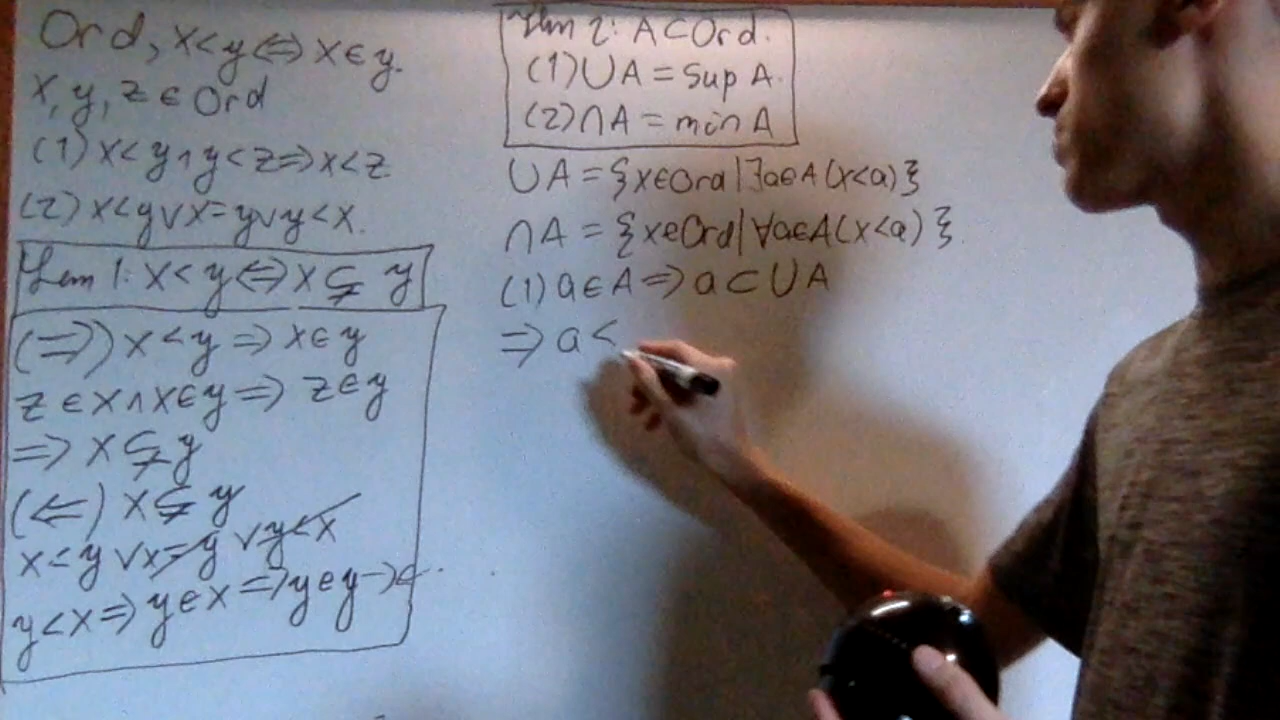 Ord, x<y⇔x∈y.
x, y, z∈Ord
(1) x<y∧y<z⇒x<z
(2) x<y∨x=y∨y<x.
Lem 1: x<y⇔x⊊y
(⇒) x<y⇒x∈y
z∈x∧x∈y⇒z∈y
⇒x⊊y
(⇐) x⊊y
x<y∨x=y∨y<x
y<x⇒y∈x⇒y∈y→←
Lem 2: A⊂Ord.
(1) ∪A = sup A.
(2) ∩A = min A
∪A = {x∈Ord|∃a∈A(x<a)}
∩A = {x∈Ord|∀a∈A(x<a)}
(1) a∈A⇒a⊂∪A
⇒a<